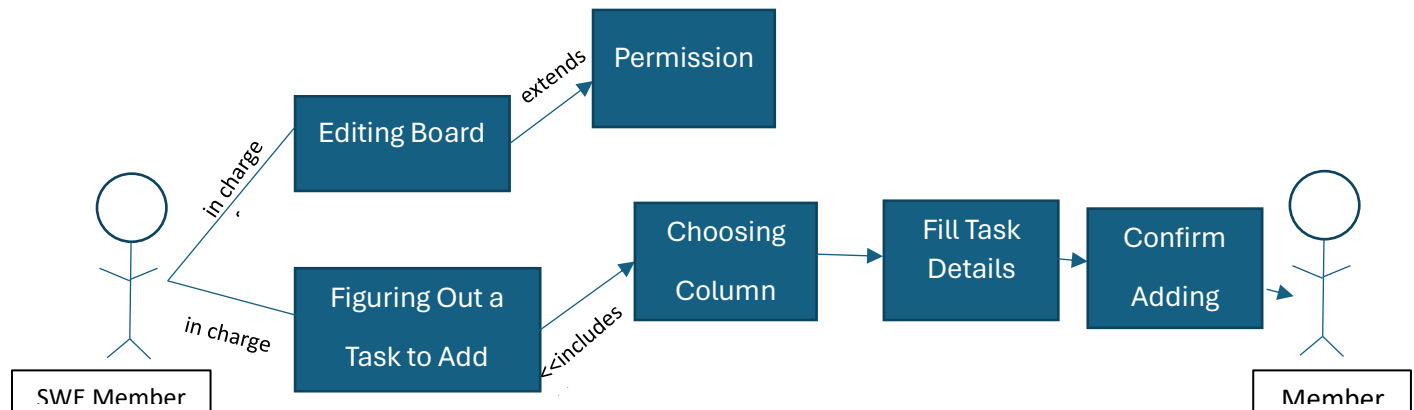 Permission
extends
Editing Board
in charge
Choosing
Column
Fill Task
Details
Confirm
Adding
Figuring Out a
Task to Add
in charge
<<includes
SWE Member
Member